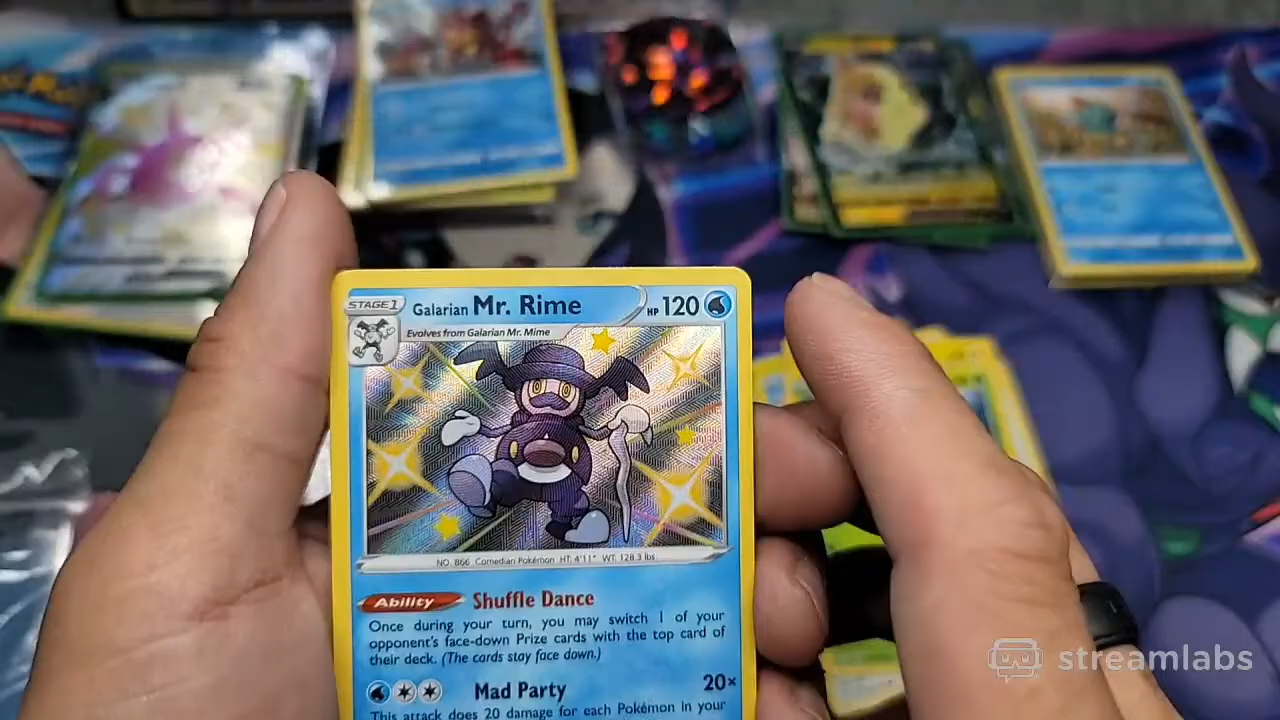 STAGE 1
Galarian Mr. Rime
HP 120
Evolves from Galarian Mr. Mime
NO. 866 Comedian Pokémon HT: 4'11" WT: 128.3 lbs.
Ability Shuffle Dance
Once during your turn, you may switch 1 of your
opponent's face-down Prize cards with the top card of
their deck. (The cards stay face down.)
Mad Party 20×
This attack does 20 damage for each Pokémon in your
streamlabs